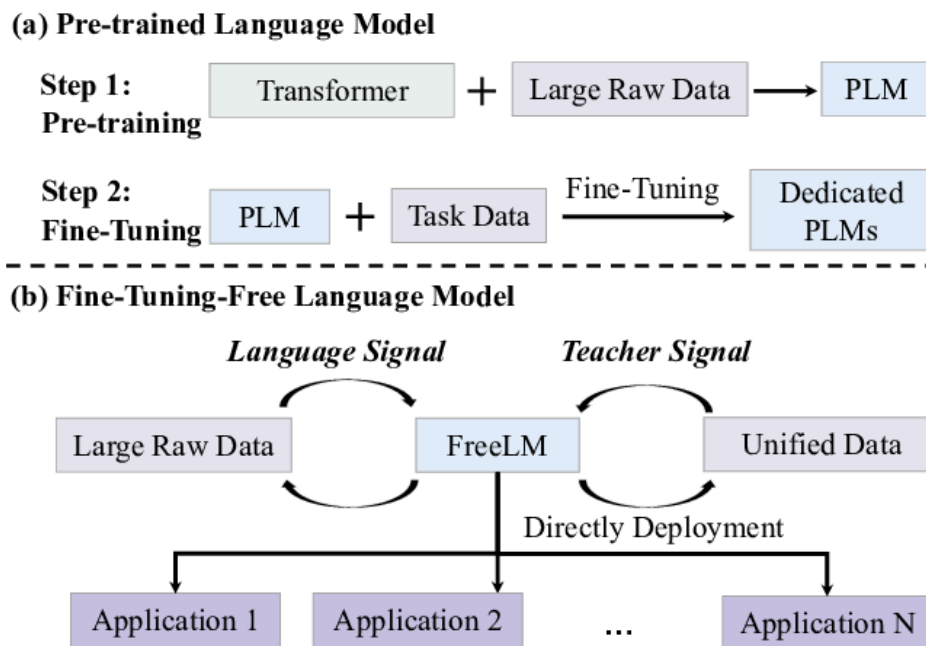 (a) Pre-trained Language Model
Step 1:
Pre-training
Transformer + Large Raw Data PLM
Step 2:
Fine-Tuning
PLM + Task Data Fine-Tuning Dedicated
PLMs
(b) Fine-Tuning-Free Language Model
Language Signal Teacher Signal
Large Raw Data FreeLM Unified Data
Directly Deployment
Application 1 Application 2 ... Application N